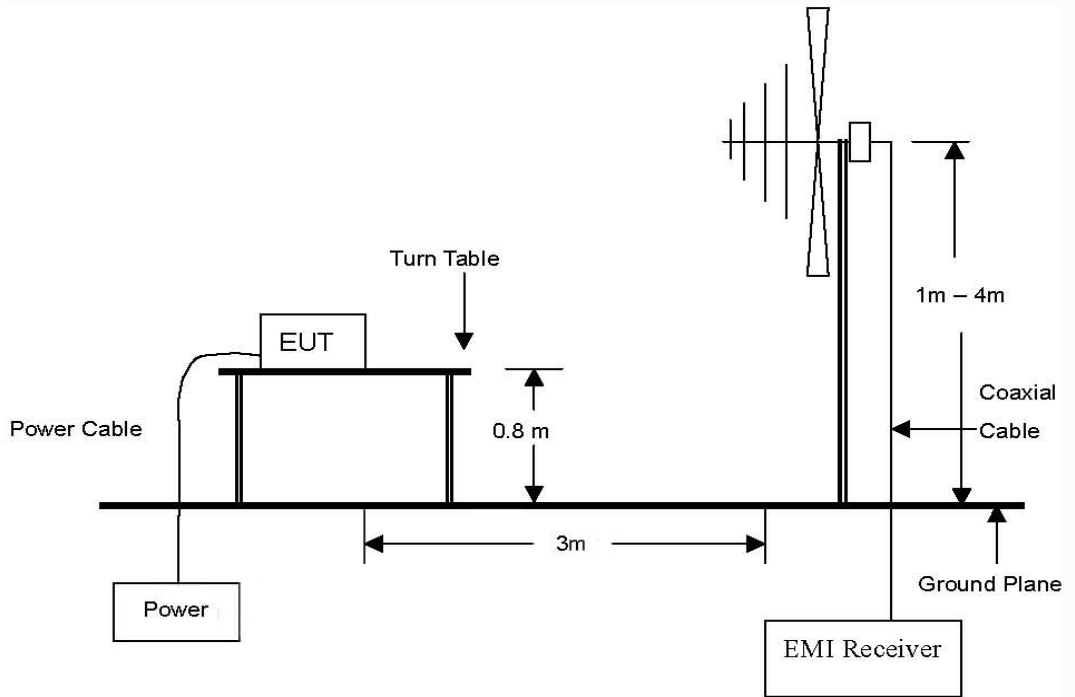 Turn Table
1m – 4m
EUT
Coaxial
Cable
Power Cable
0.8 m
3m
Ground Plane
Power
EMI Receiver